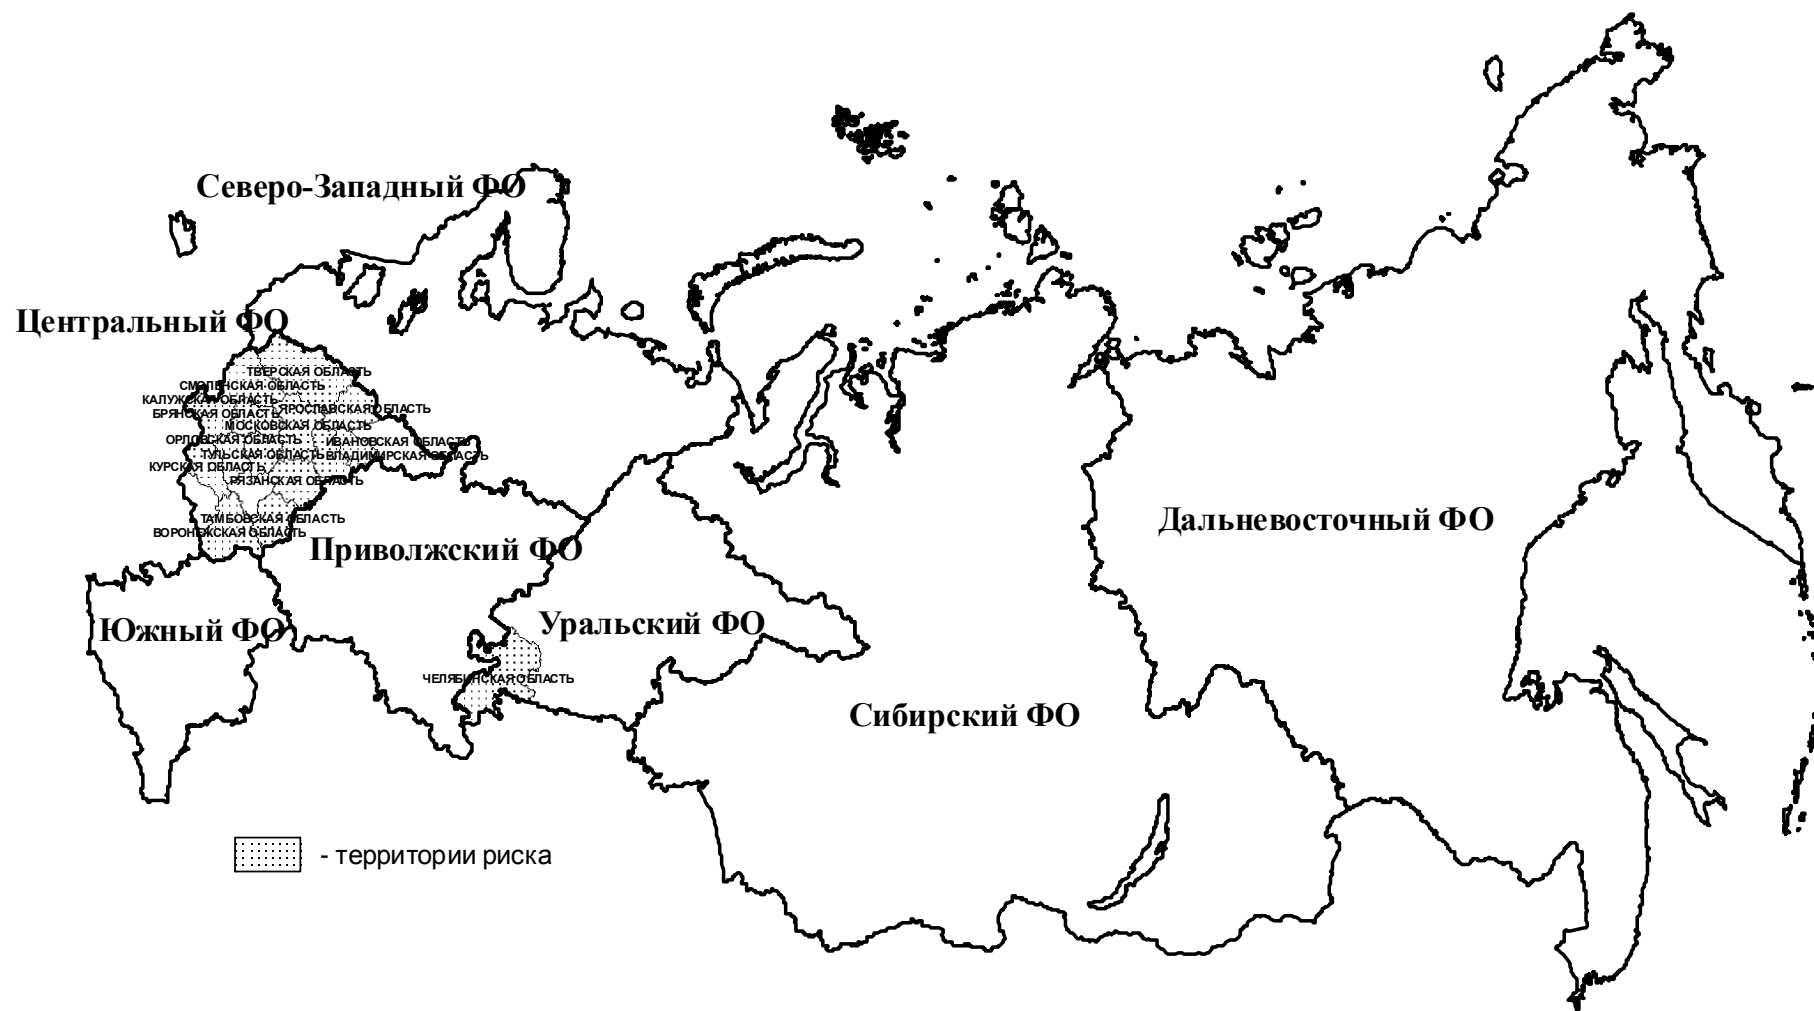 Северо-Западный ФО
Центральный ФО
ТВЕРСКАЯ ОБЛАСТЬ
СМОЛЕНСКАЯ ОБЛАСТЬ
КАЛУЖСКАЯ ОБЛАСТЬ
ЯРОСЛАВСКАЯ ОБЛАСТЬ
БРЯНСКАЯ ОБЛАСТЬ
МОСКОВСКАЯ ОБЛАСТЬ
ОРЛОВСКАЯ ОБЛАСТЬ
ИВАНОВСКАЯ ОБЛАСТЬ
ТУЛЬСКАЯ ОБЛАСТЬ
ВЛАДИМИРСКАЯ ОБЛАСТЬ
КУРСКАЯ ОБЛАСТЬ
РЯЗАНСКАЯ ОБЛАСТЬ
ТАМБОВСКАЯ ОБЛАСТЬ
ВОРОНЕЖСКАЯ ОБЛАСТЬ
Дальневосточный ФО
Приволжский ФО
Уральский ФО
Южный ФО
ЧЕЛЯБИНСКАЯ ОБЛАСТЬ
Сибирский ФО
- территории риска